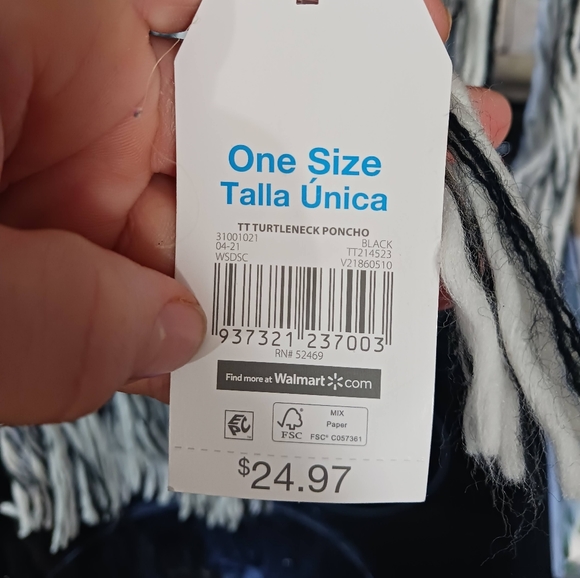 One Size
Talla Única
TT TURTLENECK PONCHO
31001021 BLACK
04-21 TT214523
WSDSC V21860510
937321 237003
RN# 52469
Find more at Walmart.com
EPC
MIX
Paper
FSC FSC® C057361
$24.97